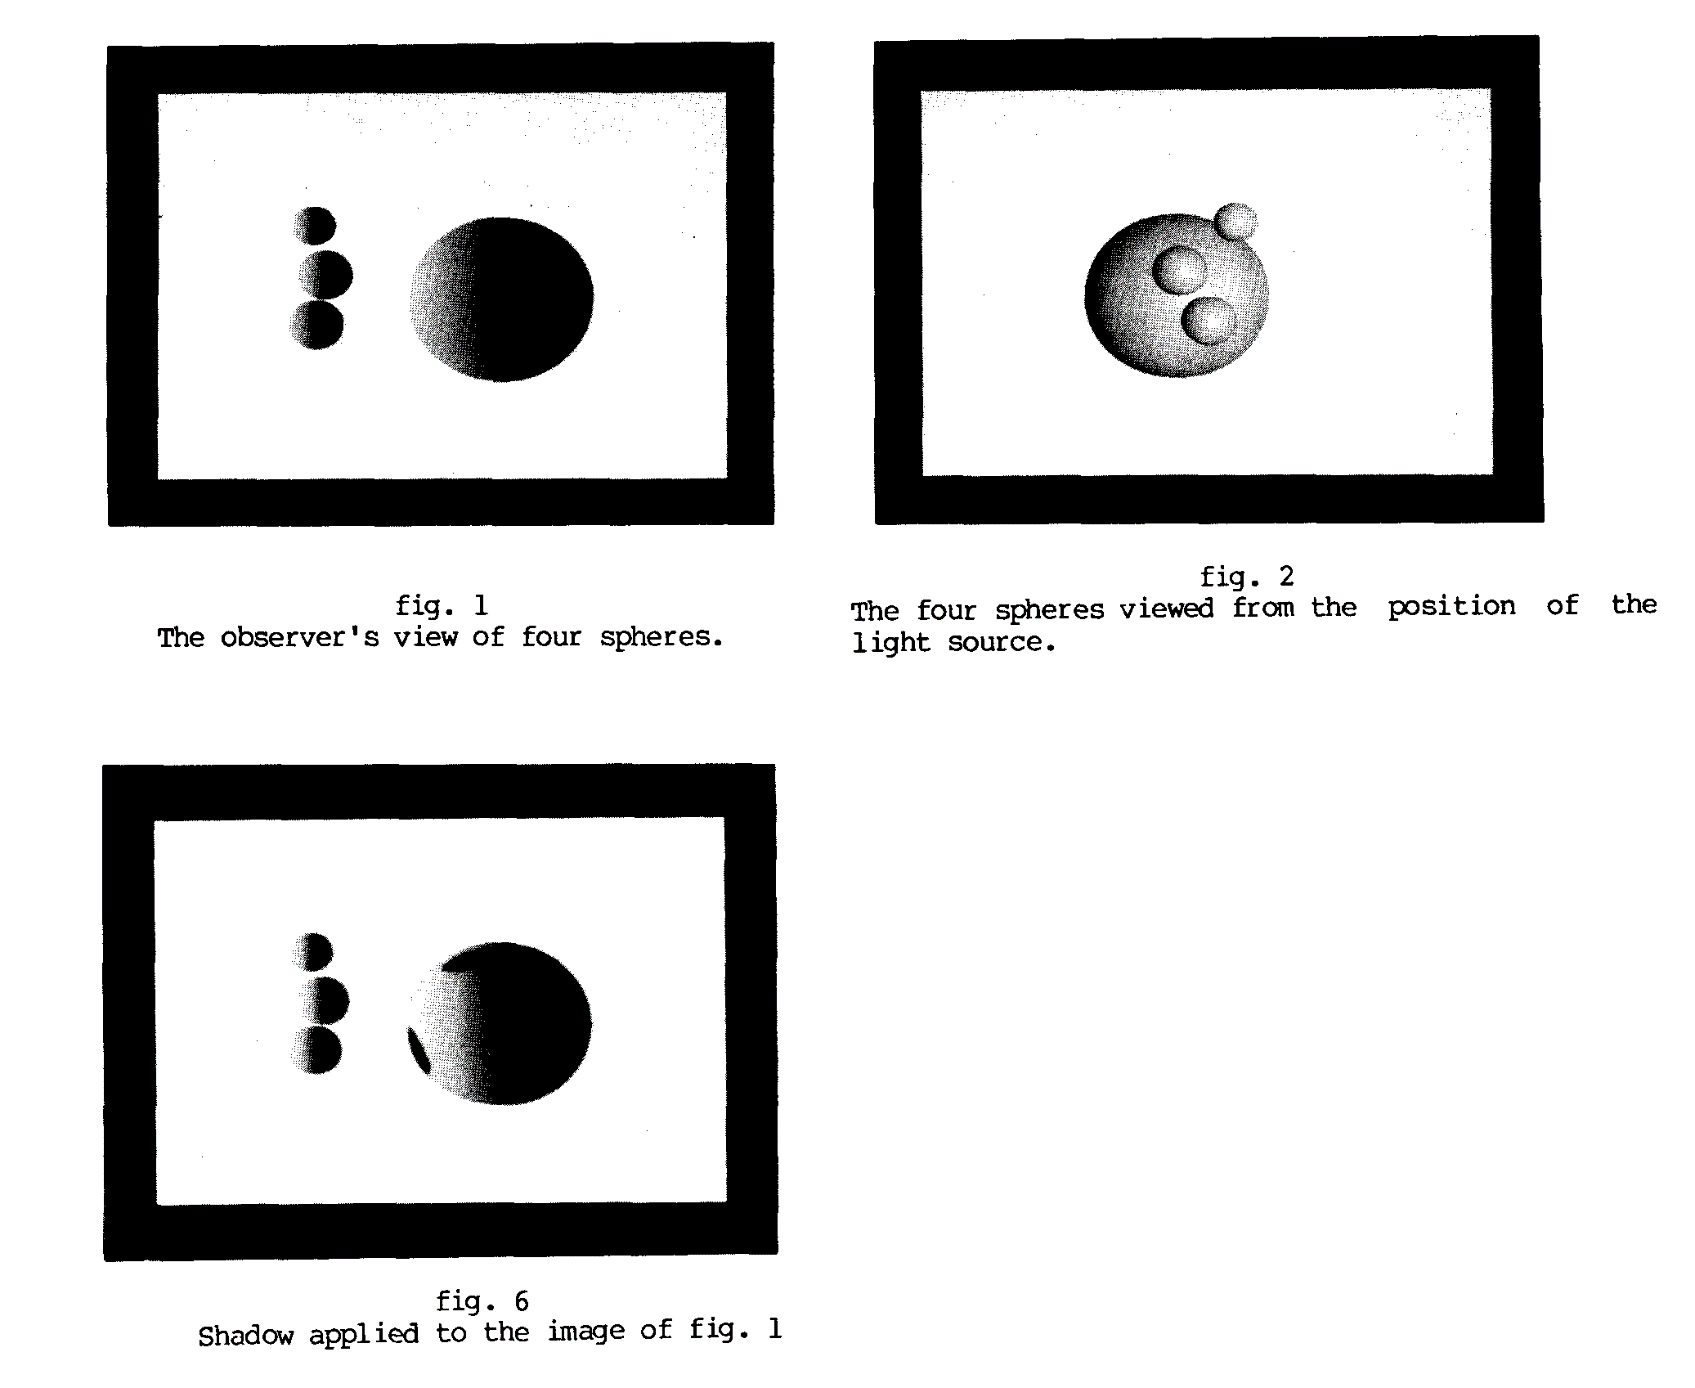 fig. 1
The observer's view of four spheres.
fig. 2
The four spheres viewed from the position of the
light source.
fig. 6
Shadow applied to the image of fig. 1